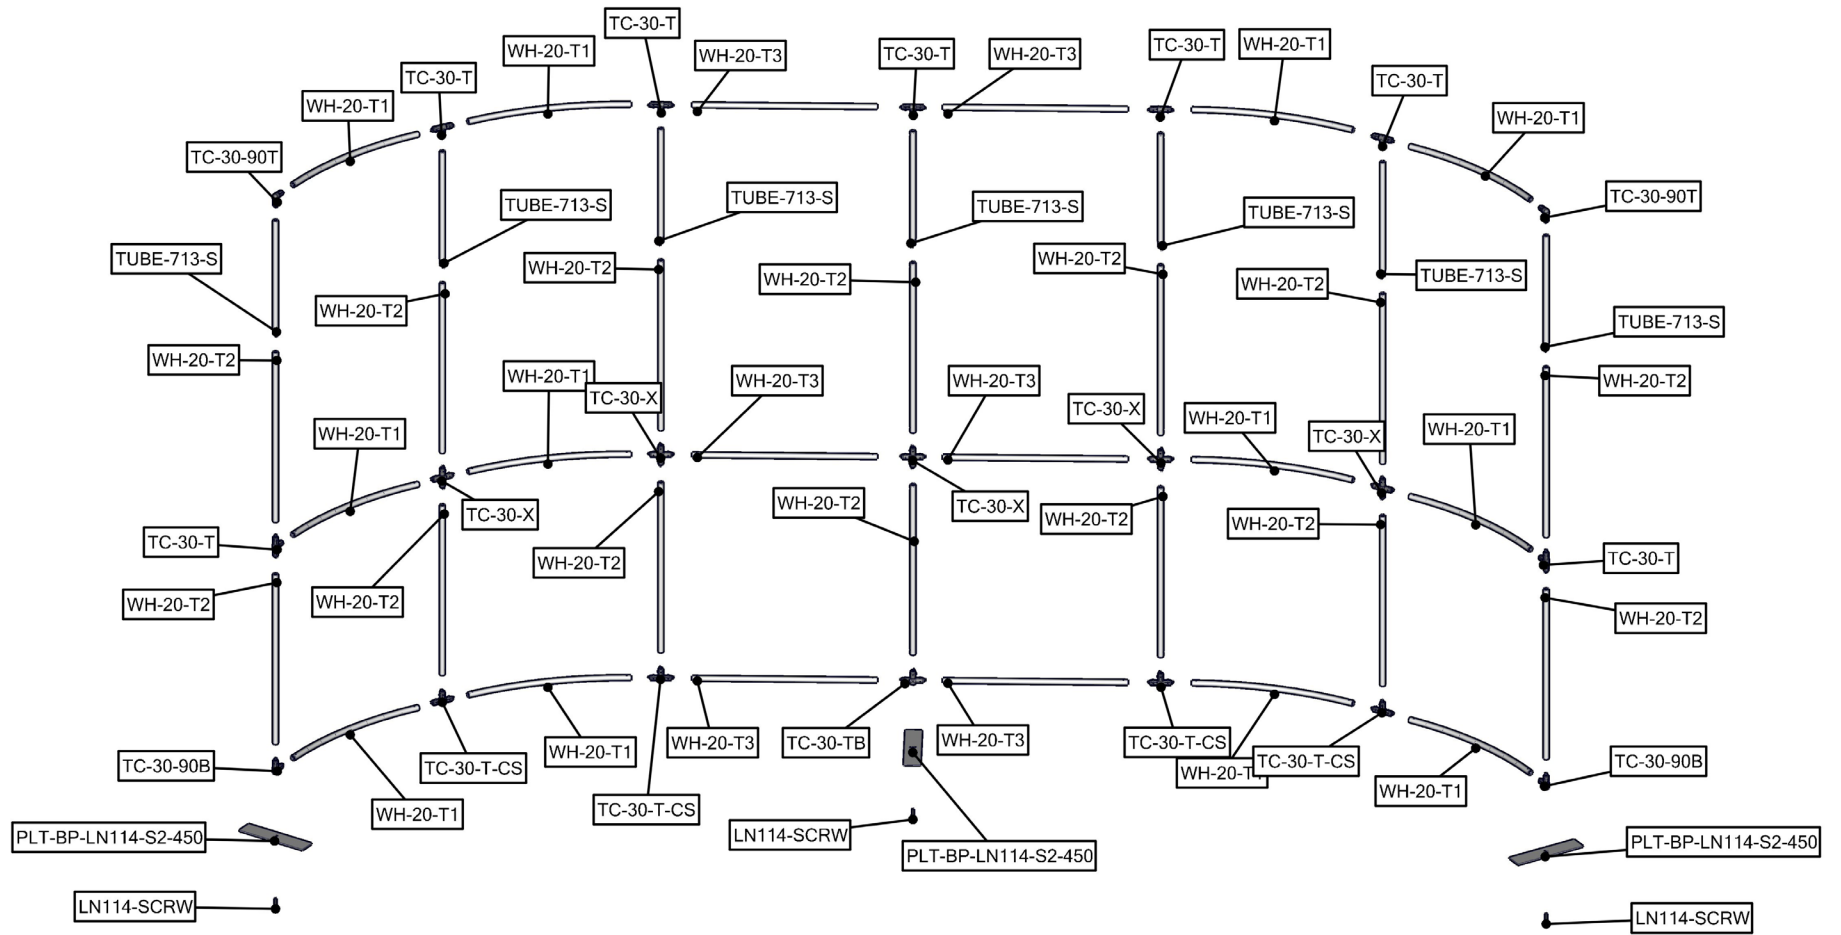 TC-30-T
WH-20-T1
WH-20-T3
TC-30-T
WH-20-T3
TC-30-T
WH-20-T1
TC-30-T
TC-30-T
WH-20-T1
WH-20-T1
TC-30-90T
TC-30-90T
TUBE-713-S
TUBE-713-S
TUBE-713-S
TUBE-713-S
TUBE-713-S
WH-20-T2
WH-20-T2
WH-20-T2
WH-20-T2
TUBE-713-S
WH-20-T2
TUBE-713-S
WH-20-T2
WH-20-T2
WH-20-T1
WH-20-T3
WH-20-T3
TC-30-X
TC-30-X
WH-20-T1
WH-20-T1
TC-30-X
WH-20-T1
WH-20-T2
TC-30-X
TC-30-X
WH-20-T2
WH-20-T2
TC-30-T
WH-20-T2
TC-30-T
WH-20-T2
WH-20-T2
WH-20-T2
TC-30-T-CS
WH-20-T1
WH-20-T3
TC-30-TB
WH-20-T3
TC-30-90B
TC-30-T-CS
WH-20-T1
TC-30-T-CS
TC-30-90B
WH-20-T1
WH-20-T1
TC-30-T-CS
PLT-BP-LN114-S2-450
LN114-SCRW
PLT-BP-LN114-S2-450
PLT-BP-LN114-S2-450
LN114-SCRW
LN114-SCRW